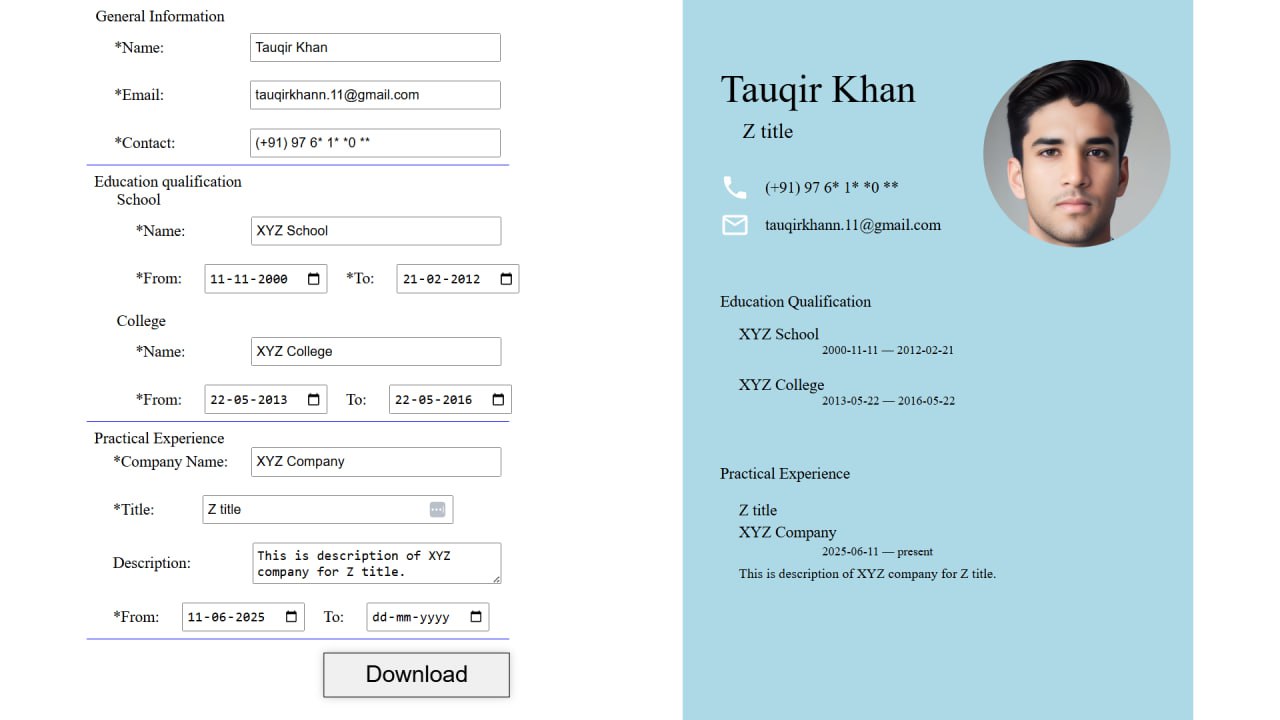 General Information
*Name: Tauqir Khan
*Email: tauqirkhann.11@gmail.com
*Contact: (+91) 97 6* 1* *0 **
Education qualification
School
*Name: XYZ School
*From: 11-11-2000 *To: 21-02-2012
College
*Name: XYZ College
*From: 22-05-2013 To: 22-05-2016
Practical Experience
*Company Name: XYZ Company
*Title: Z title
Description: This is description of XYZ
company for Z title.
*From: 11-06-2025 To: dd-mm-yyyy
Download
Tauqir Khan
Z title
(+91) 97 6* 1* *0 **
tauqirkhann.11@gmail.com
Education Qualification
XYZ School
2000-11-11 — 2012-02-21
XYZ College
2013-05-22 — 2016-05-22
Practical Experience
Z title
XYZ Company
2025-06-11 — present
This is description of XYZ company for Z title.